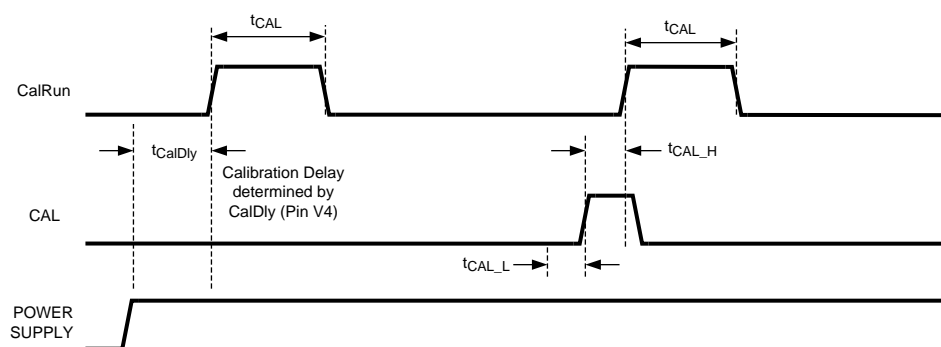 tCAL
tCAL
CalRun
tCalDly
tCAL_H
Calibration Delay
determined by
CalDly (Pin V4)
CAL
tCAL_L
POWER
SUPPLY